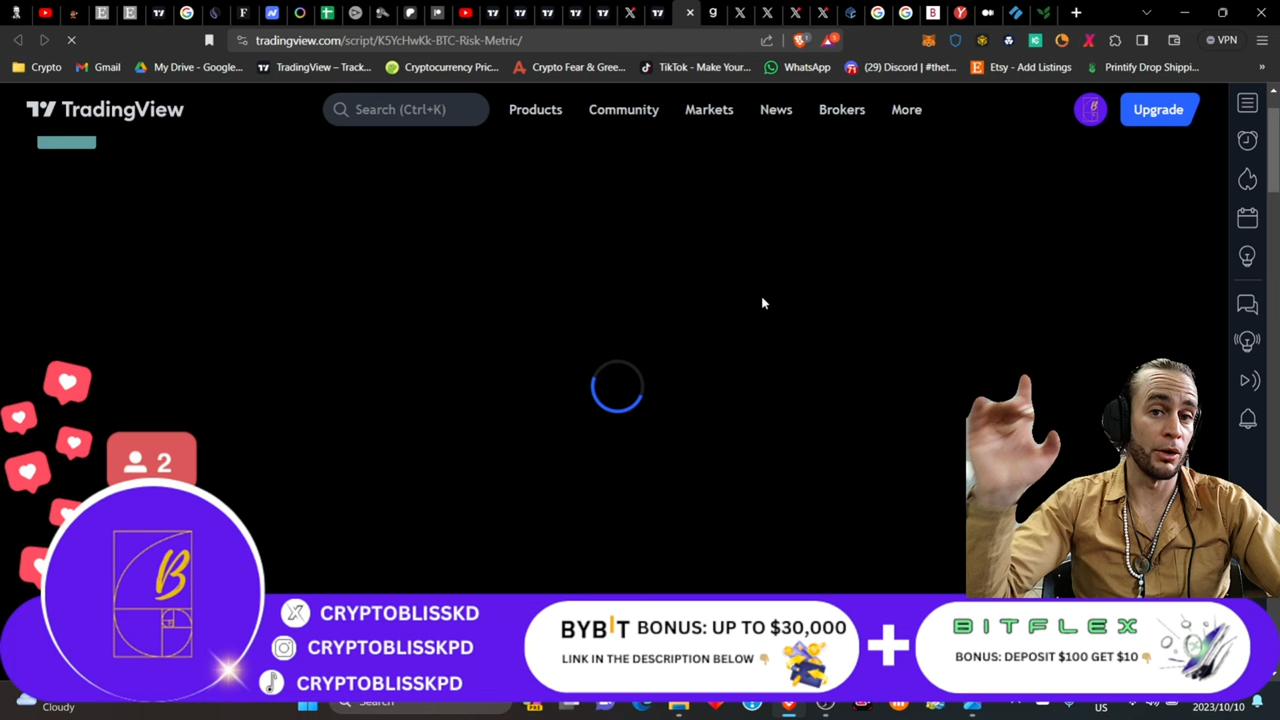 tradingview.com/script/K5YcHwKk-BTC-Risk-Metric/
VPN
Crypto
Gmail
My Drive - Google...
TradingView – Track...
Cryptocurrency Pric...
Crypto Fear & Gree...
TikTok - Make Your...
WhatsApp
(29) Discord | #thet...
Etsy - Add Listings
Printify Drop Shippi...
TradingView
Search (Ctrl+K)
Products
Community
Markets
News
Brokers
More
Upgrade
2
B
CRYPTOBLISSKD
CRYPTOBLISSKPD
CRYPTOBLISSKPD
BYBIT BONUS: UP TO $30,000
LINK IN THE DESCRIPTION BELOW
BITFLEX
BONUS: DEPOSIT $100 GET $10
Cloudy
Search
US
2023/10/10